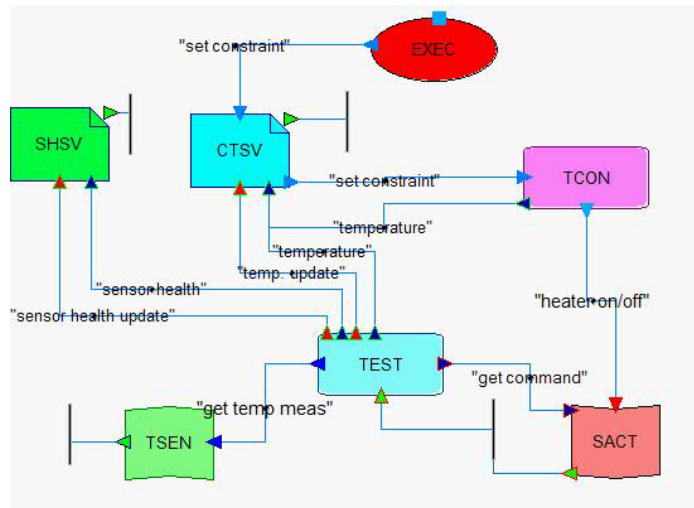 "set constraint"
EXEC
SHSV
CTSV
"set constraint"
TCON
"temperature"
"temperature"
"temp. update"
"sensor health"
"heater on/off"
"sensor health update"
TEST
"get command"
"get temp meas"
TSEN
SACT